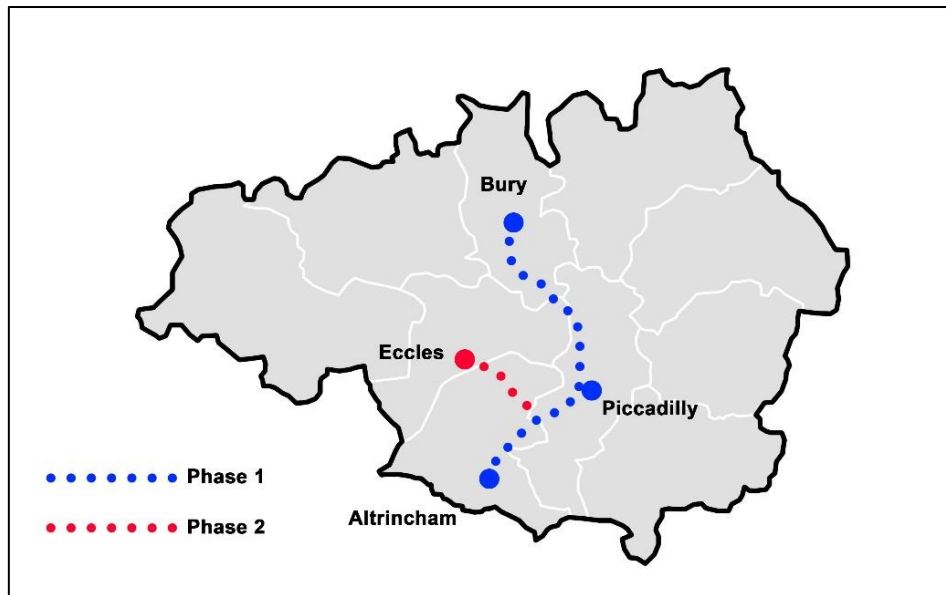 Bury
Eccles
Piccadilly
Phase 1
Altrincham
Phase 2